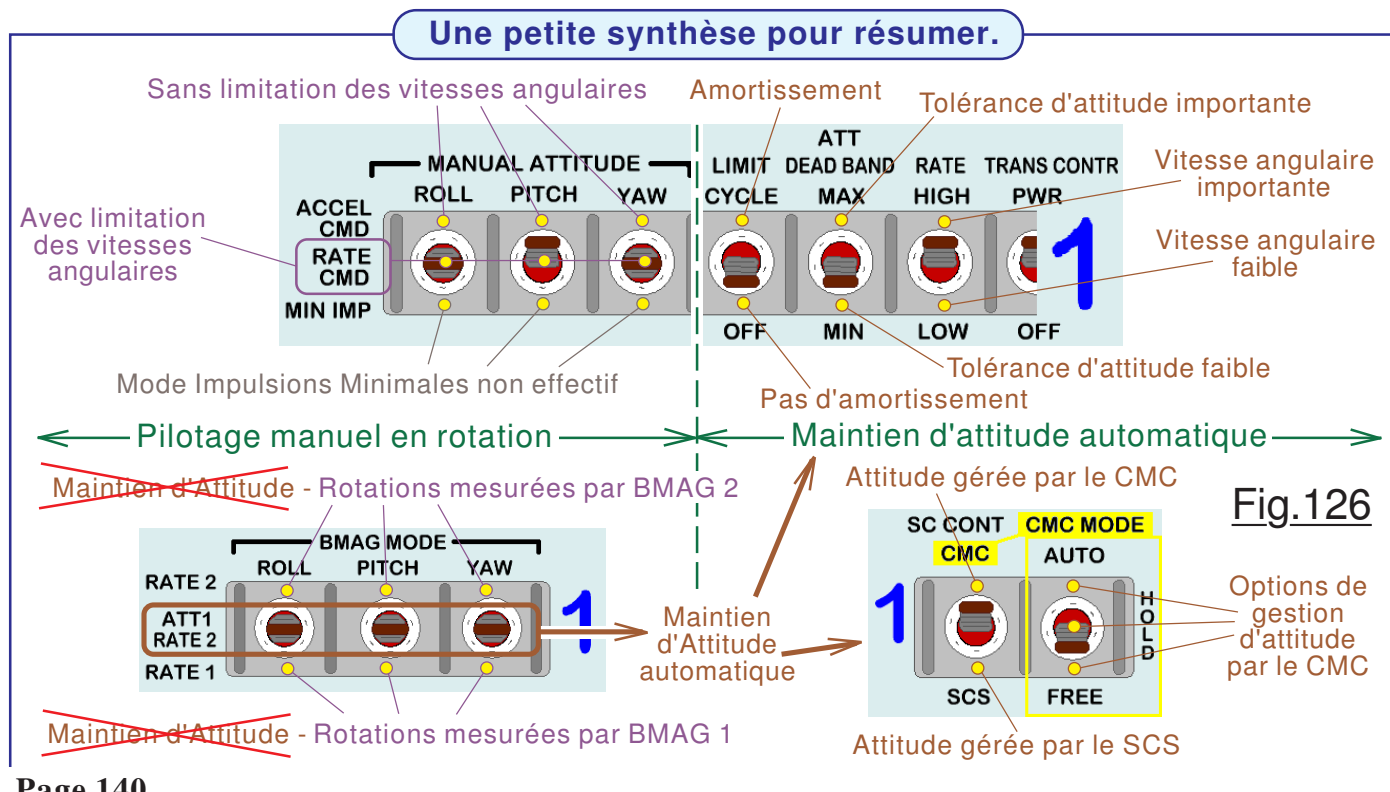 Une petite synthèse pour résumer.
Sans limitation des vitesses angulaires
Amortissement
Tolérance d'attitude importante
Avec limitation
des vitesses
angulaires
MANUAL ATTITUDE
ROLL PITCH YAW
ACCEL
CMD
RATE
CMD
MIN IMP
LIMIT
CYCLE
OFF
ATT
DEAD BAND
MAX
MIN
RATE
HIGH
LOW
TRANS CONTR
PWR
OFF
1
Vitesse angulaire
importante
Vitesse angulaire
faible
Mode Impulsions Minimales non effectif
Tolérance d'attitude faible
Pas d'amortissement
Pilotage manuel en rotation
Maintien d'attitude automatique
Maintien d'Attitude - Rotations mesurées par BMAG 2
BMAG MODE
ROLL PITCH YAW
RATE 2
ATT1
RATE 2
RATE 1
1
Maintien d'Attitude - Rotations mesurées par BMAG 1
Maintien
d'Attitude
automatique
Attitude gérée par le CMC
Fig.126
SC CONT CMC MODE
CMC AUTO
1
HOLD
SCS FREE
Options de
gestion
d'attitude
par le CMC
Attitude gérée par le SCS
Page 140